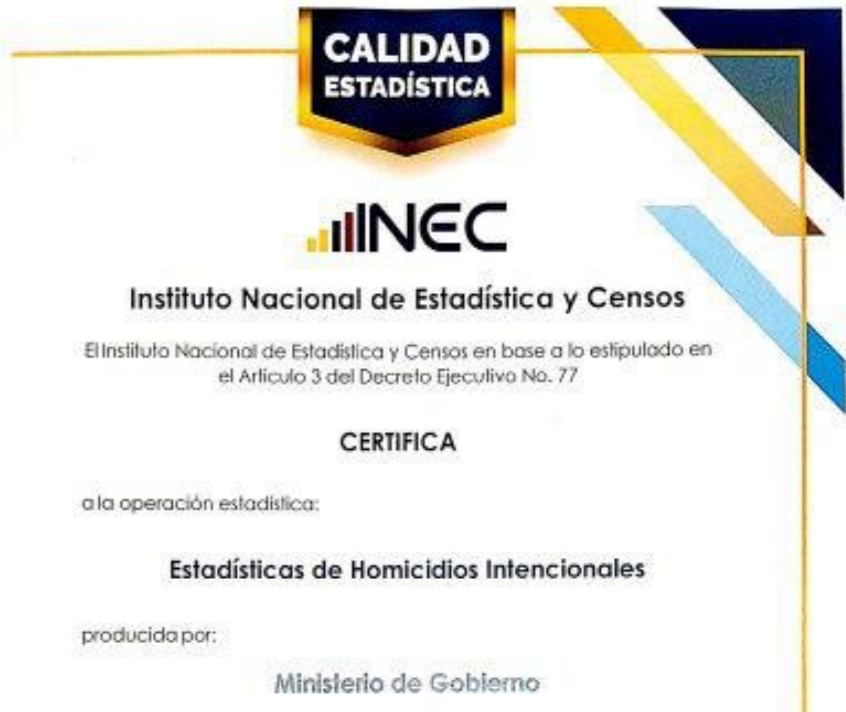 CALIDAD
ESTADÍSTICA
INEC
Instituto Nacional de Estadística y Censos
El Instituto Nacional de Estadística y Censos en base a lo estipulado en
el Artículo 3 del Decreto Ejecutivo No. 77
CERTIFICA
a la operación estadística:
Estadísticas de Homicidios Intencionales
producida por:
Ministerio de Gobierno